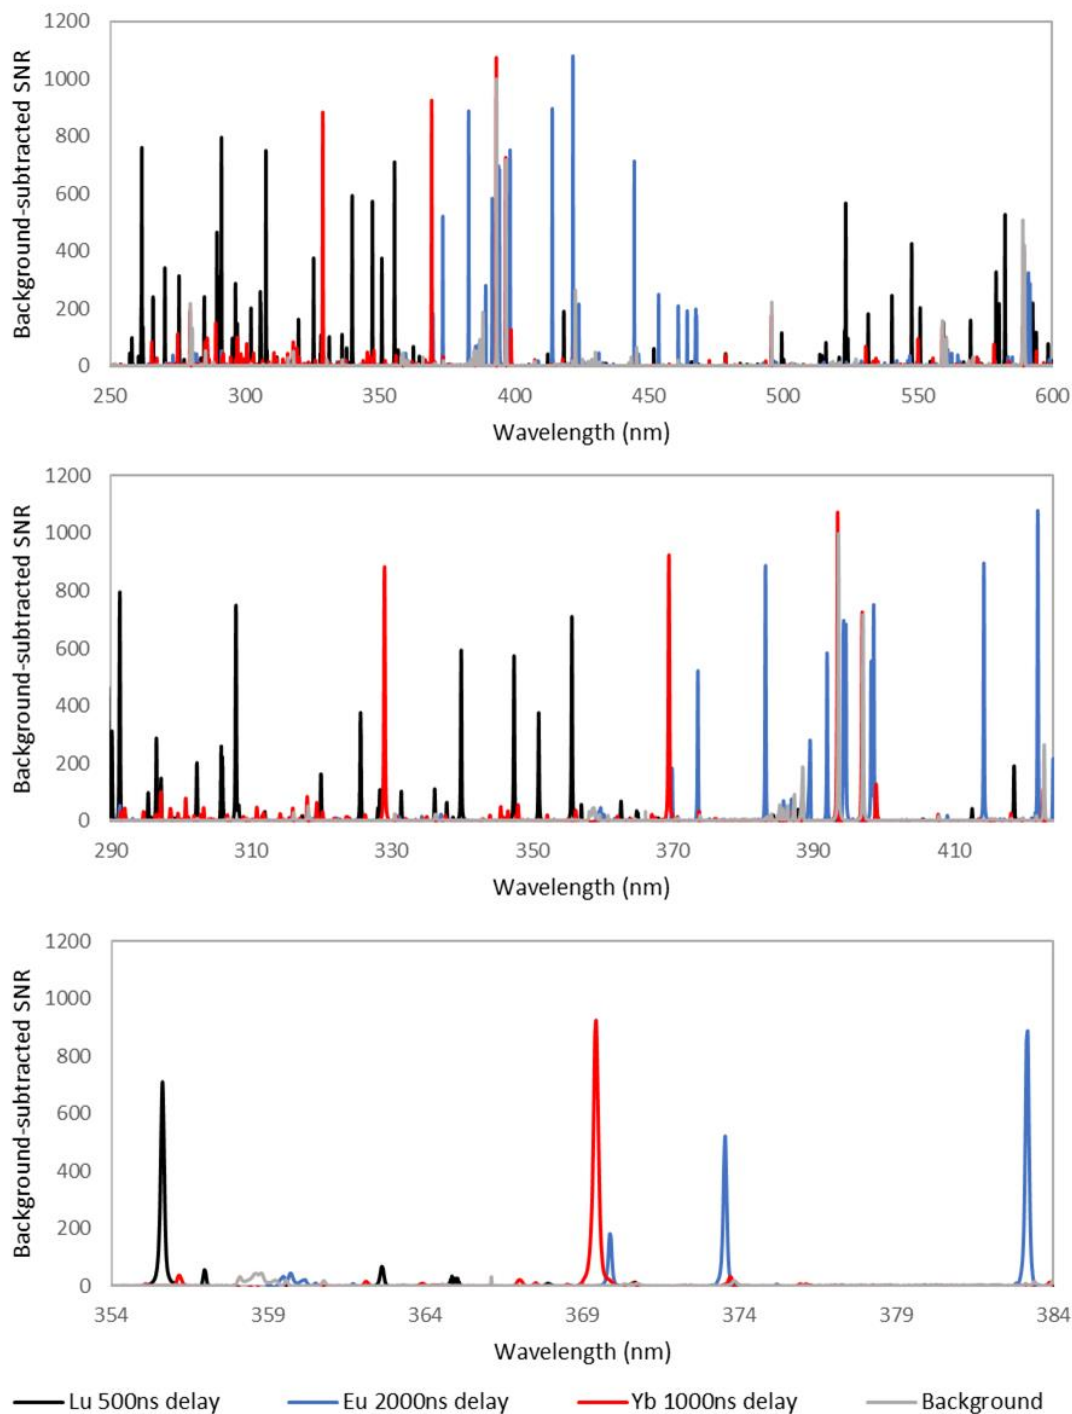 Background-subtracted SNR
1200
1000
800
600
400
200
0
250 300 350 400 450 500 550 600
Wavelength (nm)
Background-subtracted SNR
1200
1000
800
600
400
200
0
290 310 330 350 370 390 410
Wavelength (nm)
Background-subtracted SNR
1200
1000
800
600
400
200
0
354 359 364 369 374 379 384
Wavelength (nm)
Lu 500ns delay Eu 2000ns delay Yb 1000ns delay Background